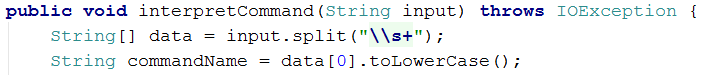 public void interpretCommand(String input) throws IOException {
String[] data = input.split("\\s+");
String commandName = data[0].toLowerCase();